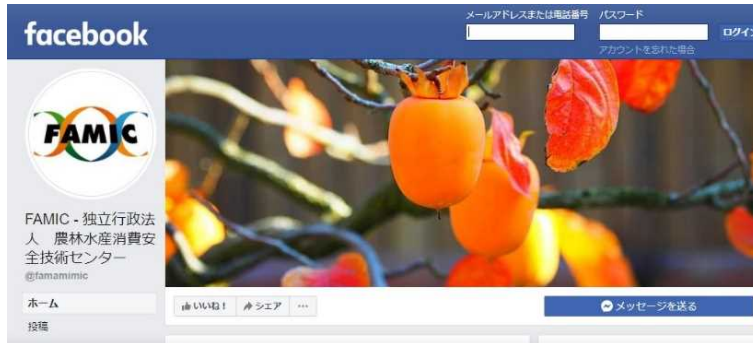 facebook
メールアドレスまたは電話番号
パスワード
ログイン
アカウントを忘れた場合
FAMIC
FAMIC - 独立行政法
人　農林水産消費安
全技術センター
@famamimic
ホーム
投稿
いいね！
シェア
...
メッセージを送る